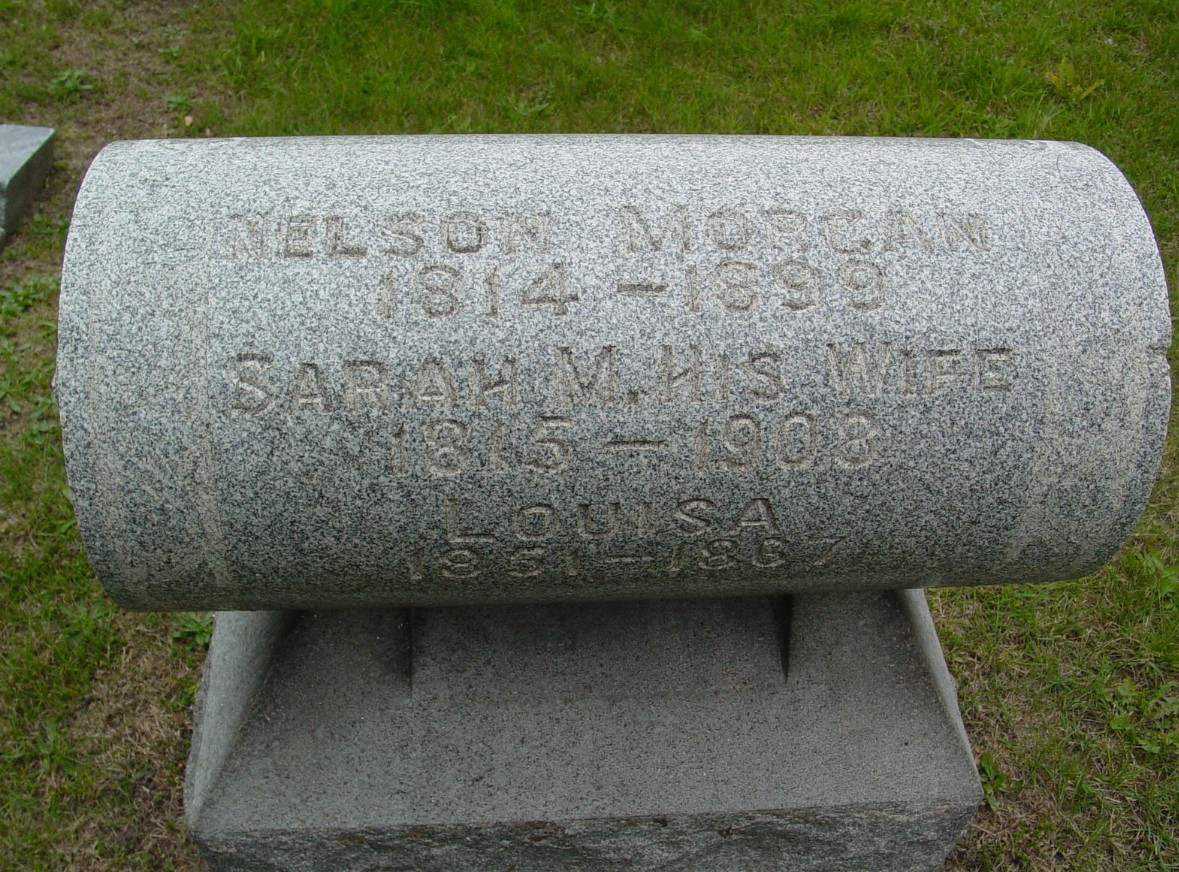 NELSON MORGAN
1814 – 1899
SARAH M. HIS WIFE
1815 – 1908
LOUISA
1851 – 1867